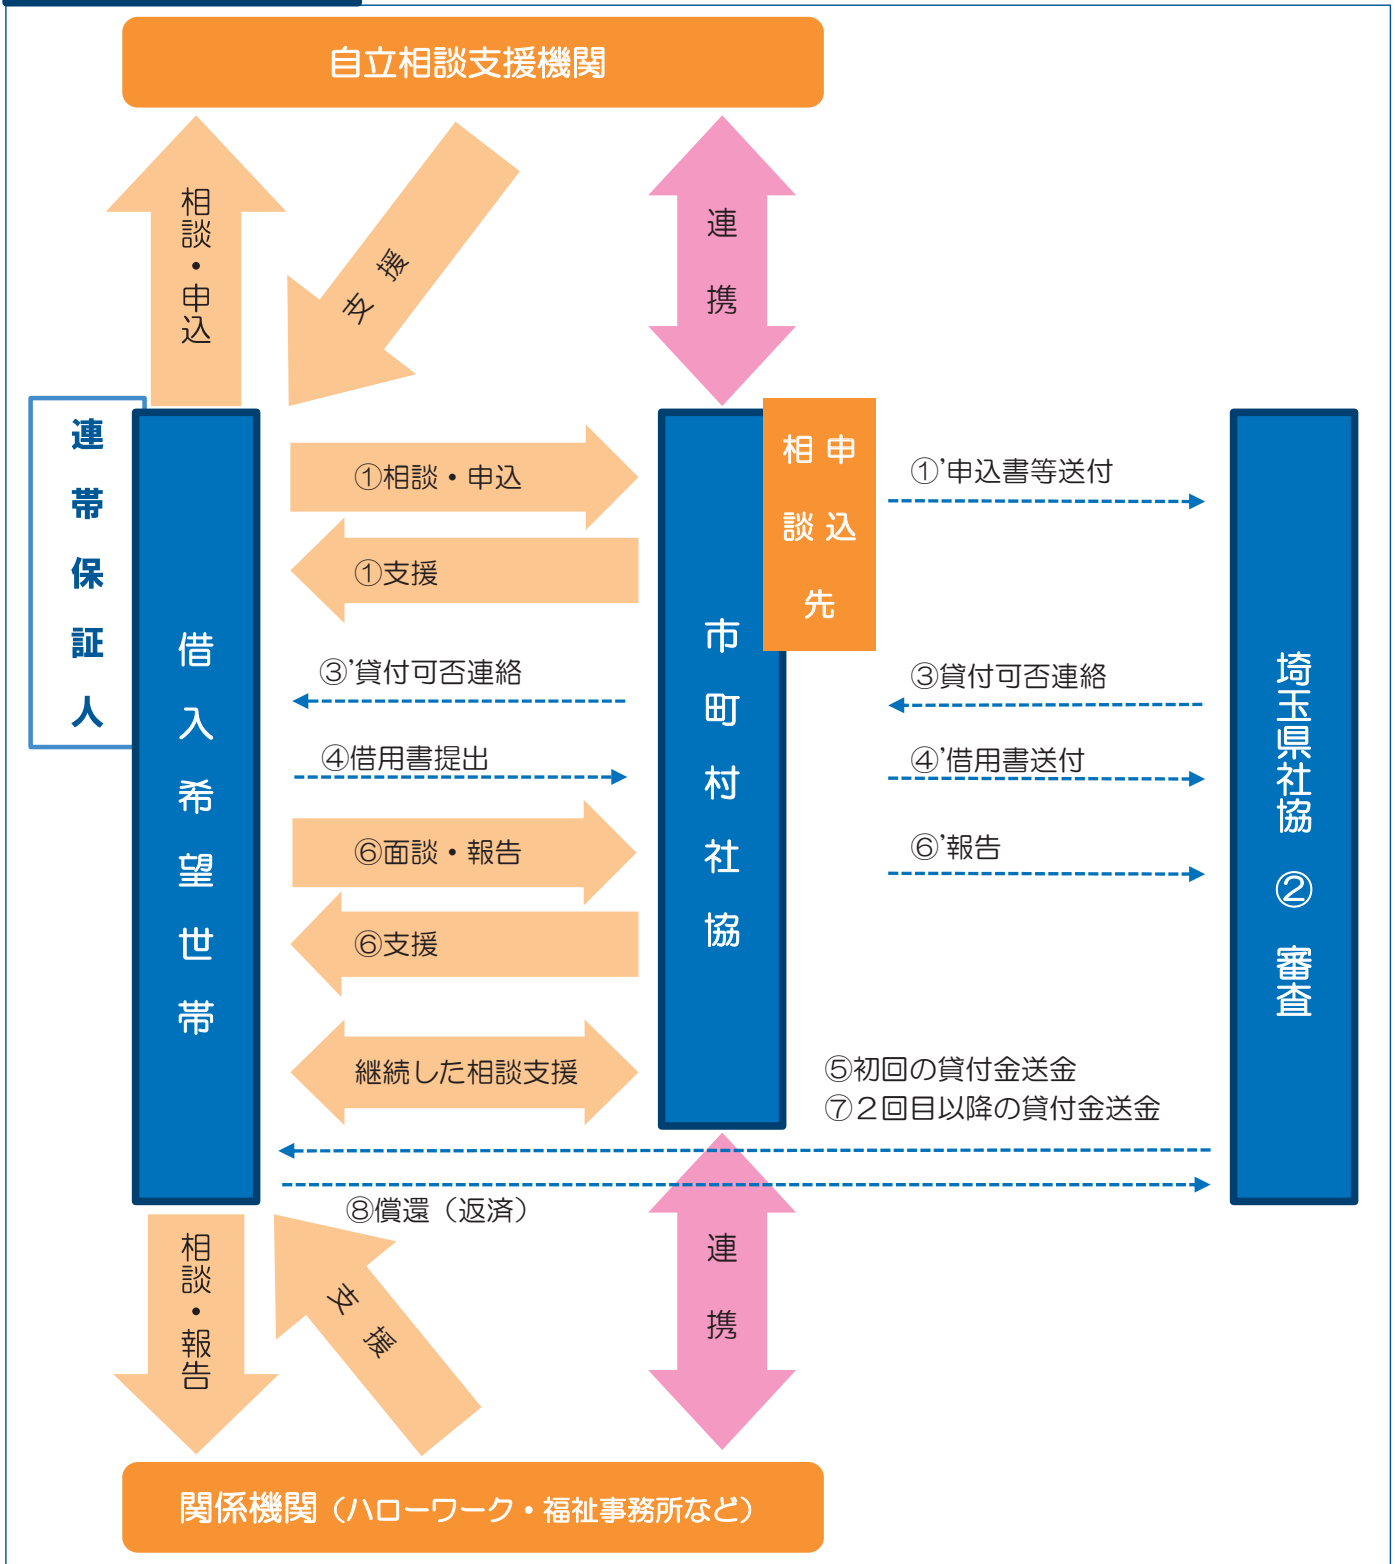 自立相談支援機関
相談・申込
支援
連携
連帯保証人
借入希望世帯
①相談・申込
①支援
③’貸付可否連絡
④借用書提出
⑥面談・報告
⑥支援
継続した相談支援
市町村社協
相談申込先
①’申込書等送付
③貸付可否連絡
④’借用書送付
⑥’報告
⑤初回の貸付金送金
⑦２回目以降の貸付金送金
⑧償還（返済）
埼玉県社協 ② 審査
相談・報告
支援
連携
関係機関（ハローワーク・福祉事務所など）